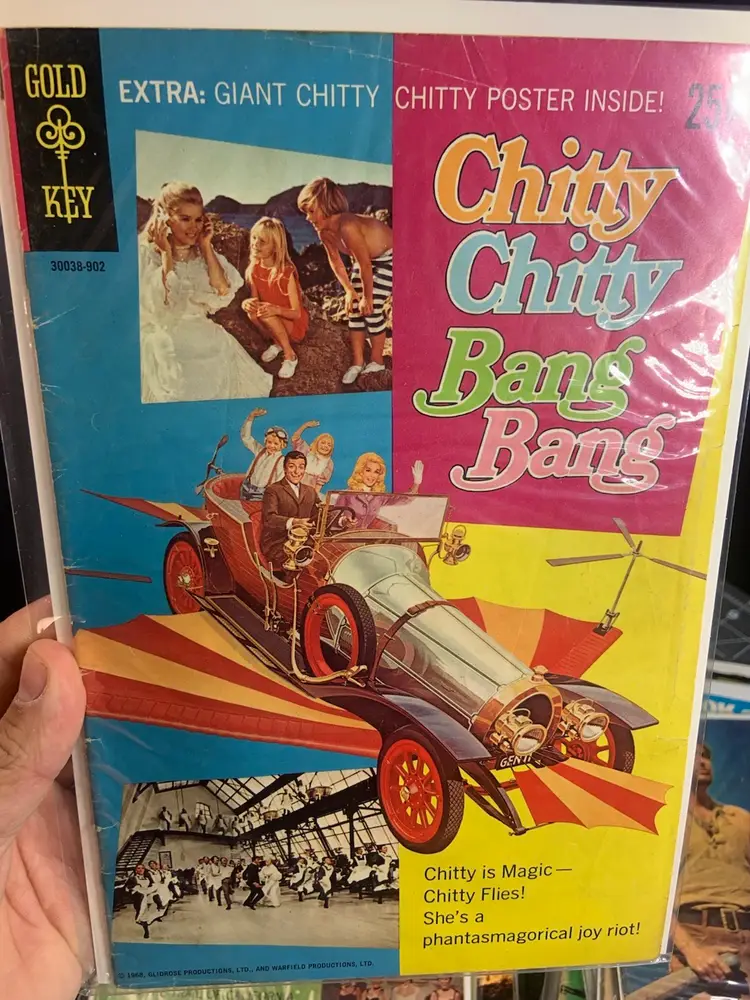 GOLD
KEY
EXTRA: GIANT CHITTY CHITTY POSTER INSIDE!
25
30038-902
Chitty
Chitty
Bang
Bang
GEN 11
Chitty is Magic—
Chitty Flies!
She's a
phantasmagorical joy riot!
© 1968, GLIDROSE PRODUCTIONS, LTD., AND WARFIELD PRODUCTIONS, LTD.